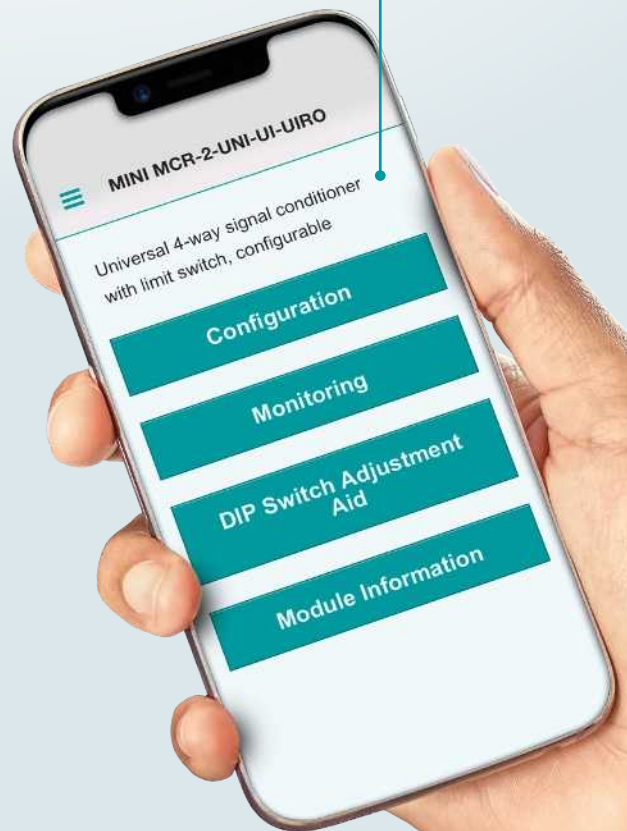 MINI MCR-2-UNI-UI-UIRO
Universal 4-way signal conditioner
with limit switch, configurable
Configuration
Monitoring
DIP Switch Adjustment
Aid
Module Information